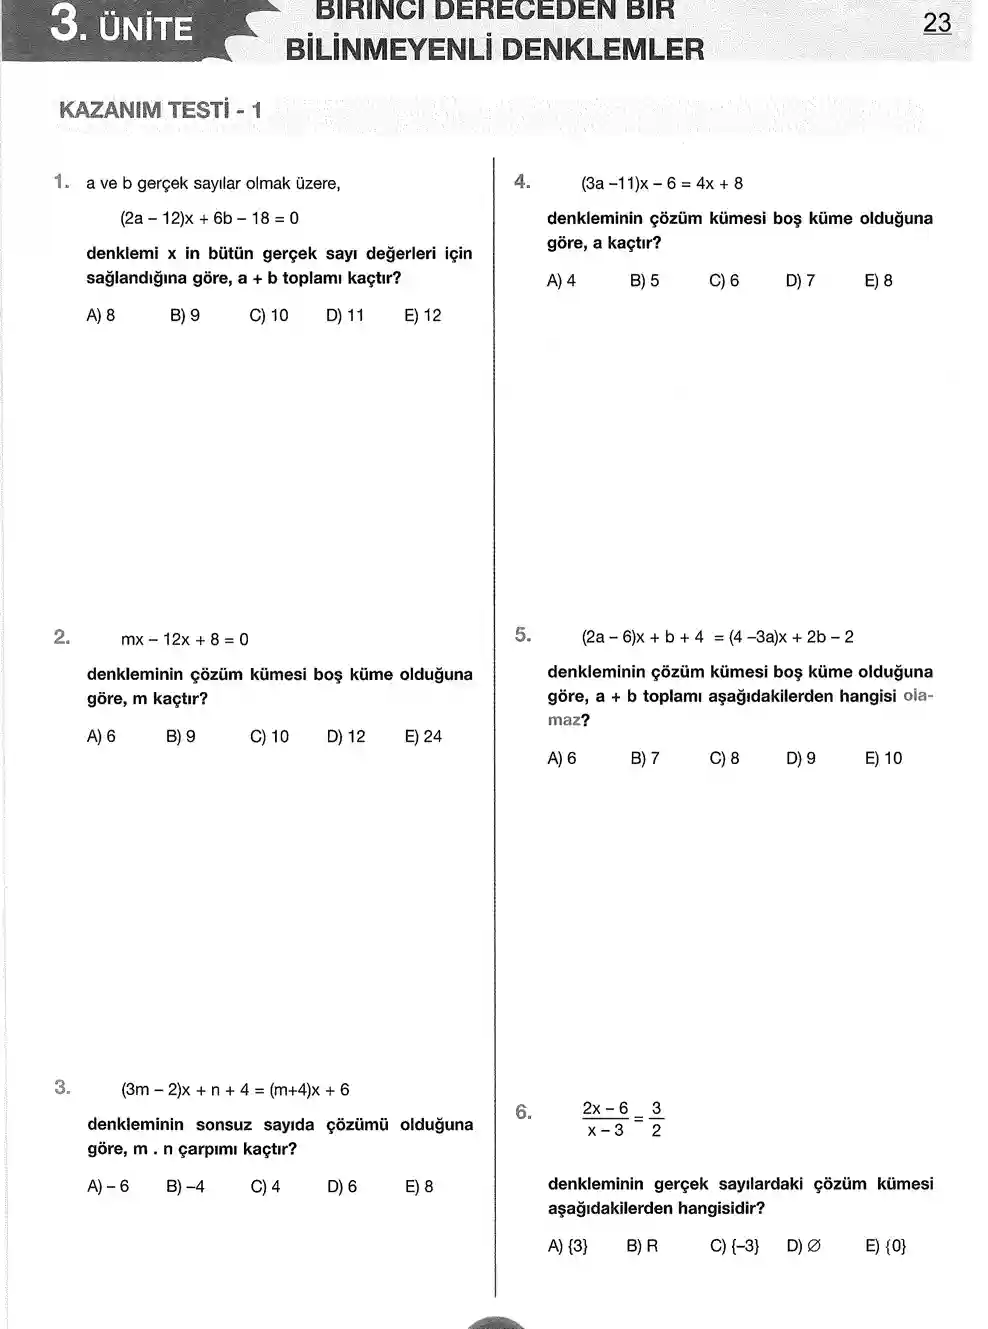 3. ÜNİTE
BİRİNCİ DERECEDEN BİR
BİLİNMEYENLİ DENKLEMLER
23
KAZANIM TESTİ - 1
1. a ve b gerçek sayılar olmak üzere,
(2a – 12)x + 6b – 18 = 0
denklemi x in bütün gerçek sayı değerleri için
sağlandığına göre, a + b toplamı kaçtır?
A) 8 B) 9 C) 10 D) 11 E) 12
2. mx – 12x + 8 = 0
denkleminin çözüm kümesi boş küme olduğuna
göre, m kaçtır?
A) 6 B) 9 C) 10 D) 12 E) 24
3. (3m – 2)x + n + 4 = (m+4)x + 6
denkleminin sonsuz sayıda çözümü olduğuna
göre, m . n çarpımı kaçtır?
A) – 6 B) –4 C) 4 D) 6 E) 8
4. (3a –11)x – 6 = 4x + 8
denkleminin çözüm kümesi boş küme olduğuna
göre, a kaçtır?
A) 4 B) 5 C) 6 D) 7 E) 8
5. (2a – 6)x + b + 4 = (4 –3a)x + 2b – 2
denkleminin çözüm kümesi boş küme olduğuna
göre, a + b toplamı aşağıdakilerden hangisi ola-
maz?
A) 6 B) 7 C) 8 D) 9 E) 10
6. 2x – 6 / x – 3 = 3 / 2
denkleminin gerçek sayılardaki çözüm kümesi
aşağıdakilerden hangisidir?
A) {3} B) R C) {–3} D) ∅ E) {0}